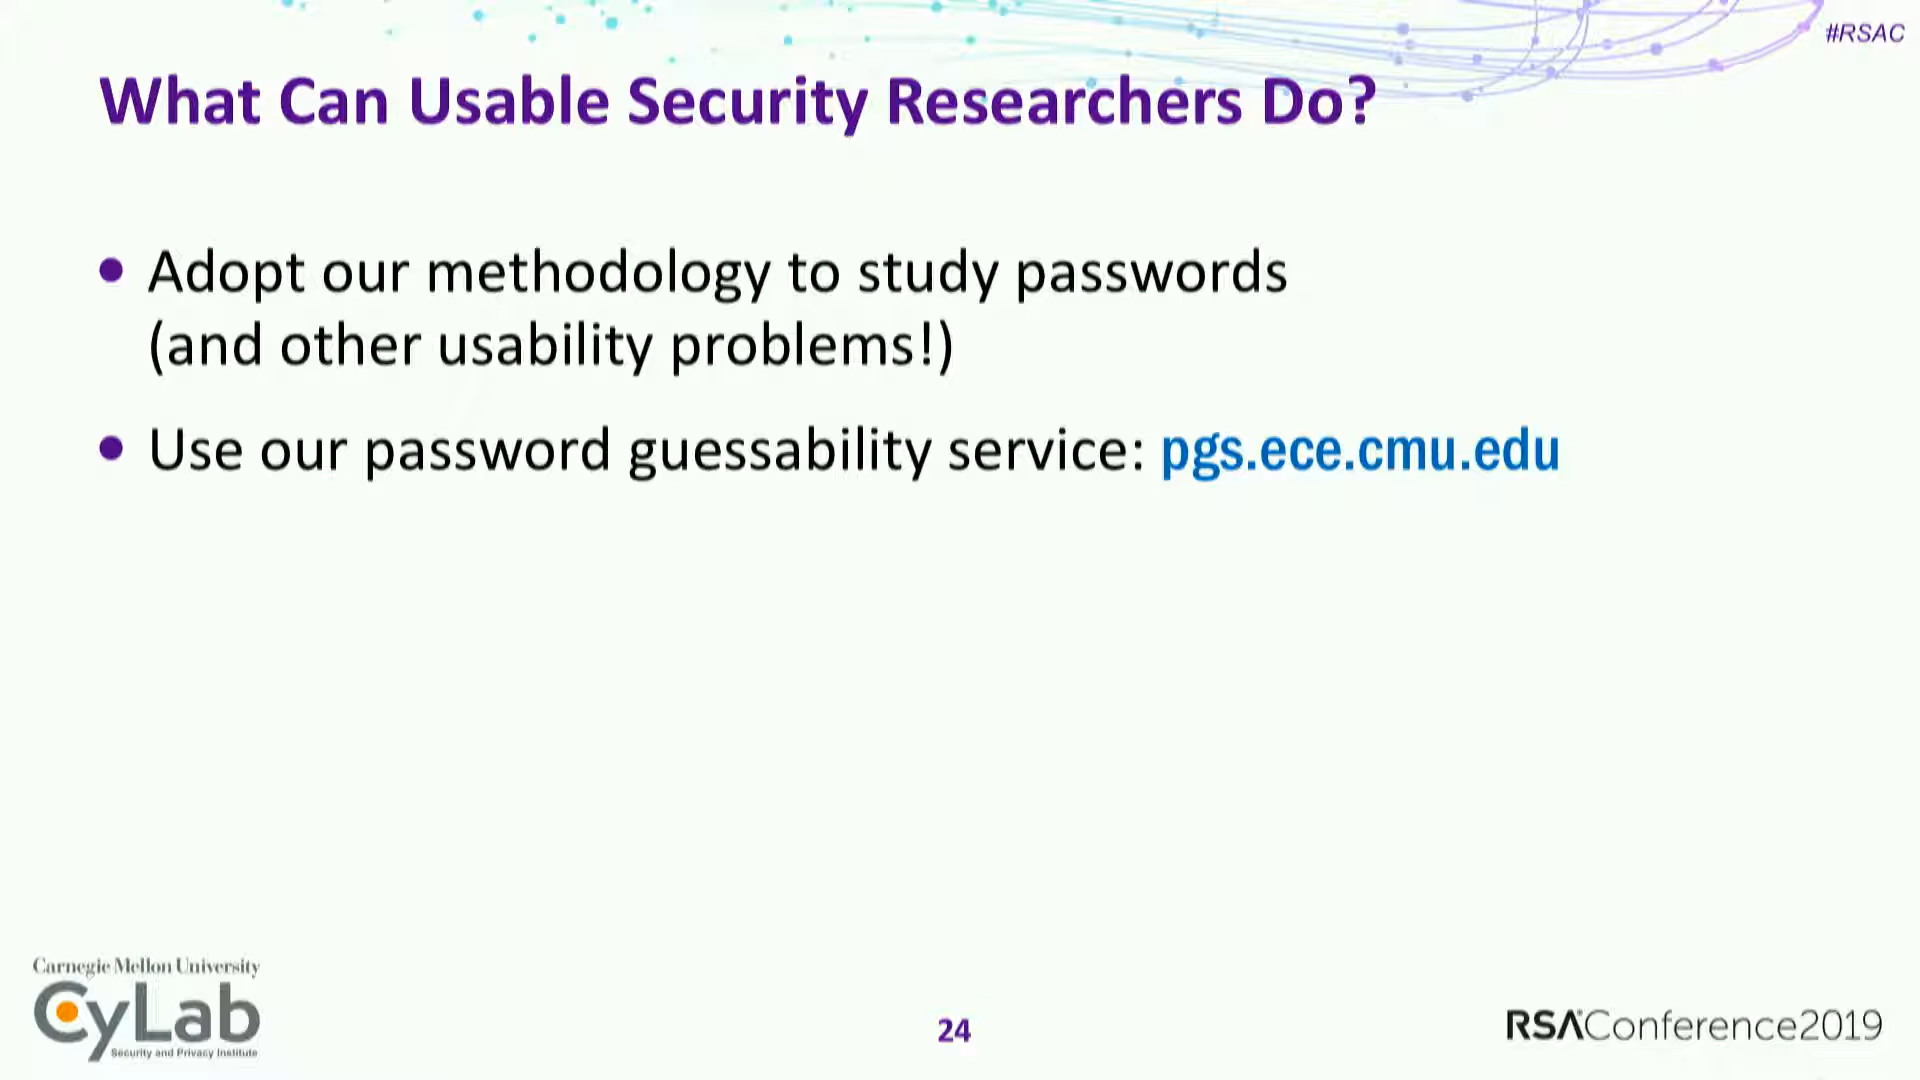 #RSAC
What Can Usable Security Researchers Do?
• Adopt our methodology to study passwords
(and other usability problems!)
• Use our password guessability service: pgs.ece.cmu.edu
Carnegie Mellon University
CyLab
Security and Privacy Institute
24
RSAConference2019